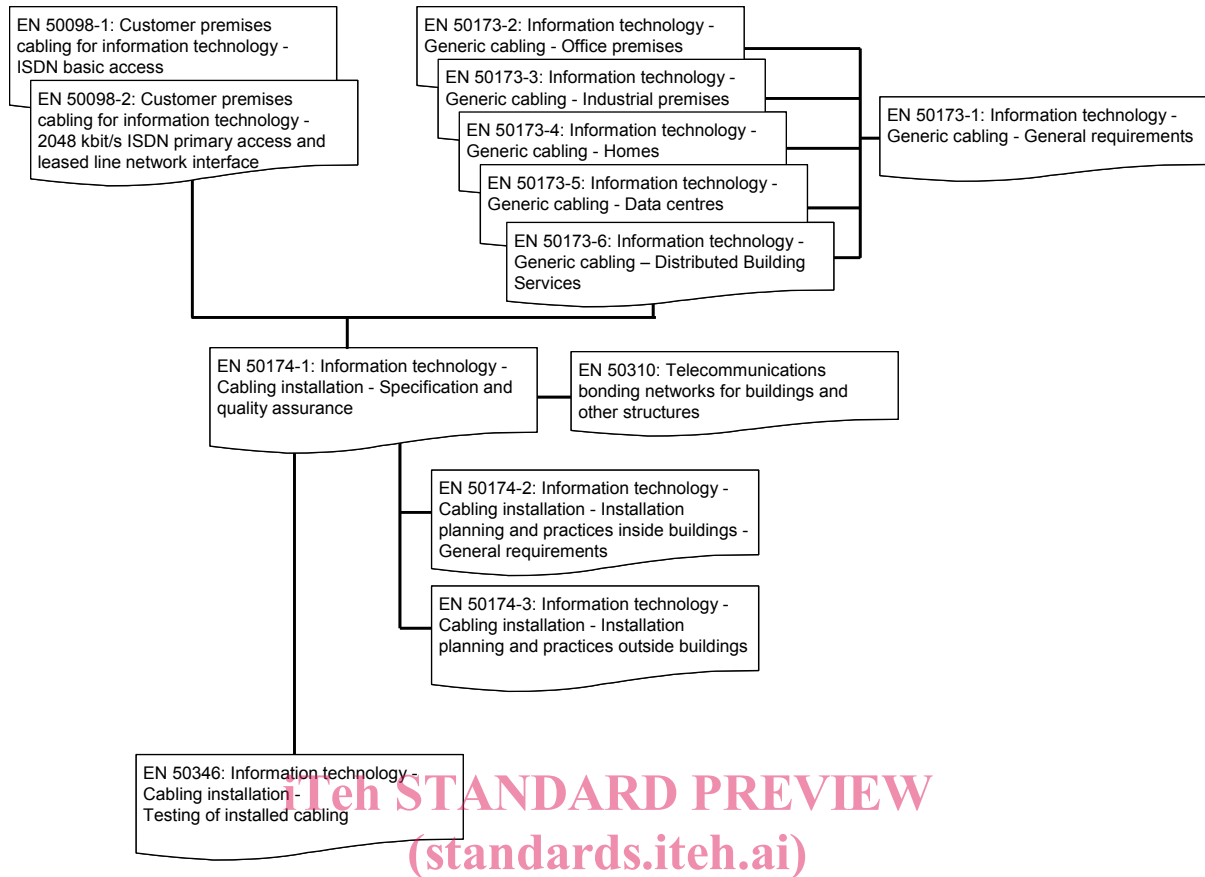 EN 50098-1: Customer premises
cabling for information technology -
ISDN basic access
EN 50098-2: Customer premises
cabling for information technology -
2048 kbit/s ISDN primary access and
leased line network interface
EN 50173-2: Information technology -
Generic cabling - Office premises
EN 50173-3: Information technology -
Generic cabling - Industrial premises
EN 50173-4: Information technology -
Generic cabling - Homes
EN 50173-5: Information technology -
Generic cabling - Data centres
EN 50173-6: Information technology -
Generic cabling – Distributed Building
Services
EN 50173-1: Information technology -
Generic cabling - General requirements
EN 50174-1: Information technology -
Cabling installation - Specification and
quality assurance
EN 50310: Telecommunications
bonding networks for buildings and
other structures
EN 50174-2: Information technology -
Cabling installation - Installation
planning and practices inside buildings -
General requirements
EN 50174-3: Information technology -
Cabling installation - Installation
planning and practices outside buildings
EN 50346: Information technology -
Cabling installation -
Testing of installed cabling
iTeh STANDARD PREVIEW
(standards.iteh.ai)